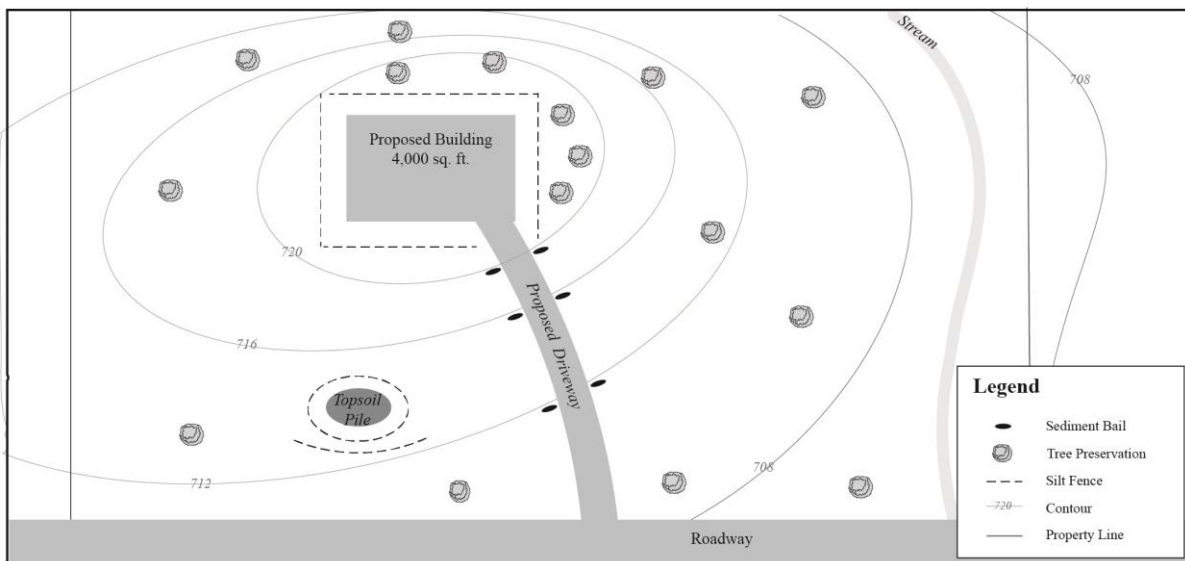 Stream
708
Proposed Building
4,000 sq. ft.
720
Proposed Driveway
716
Topsoil
Pile
712
708
Roadway
Legend
Sediment Bail
Tree Preservation
Silt Fence
720 Contour
Property Line